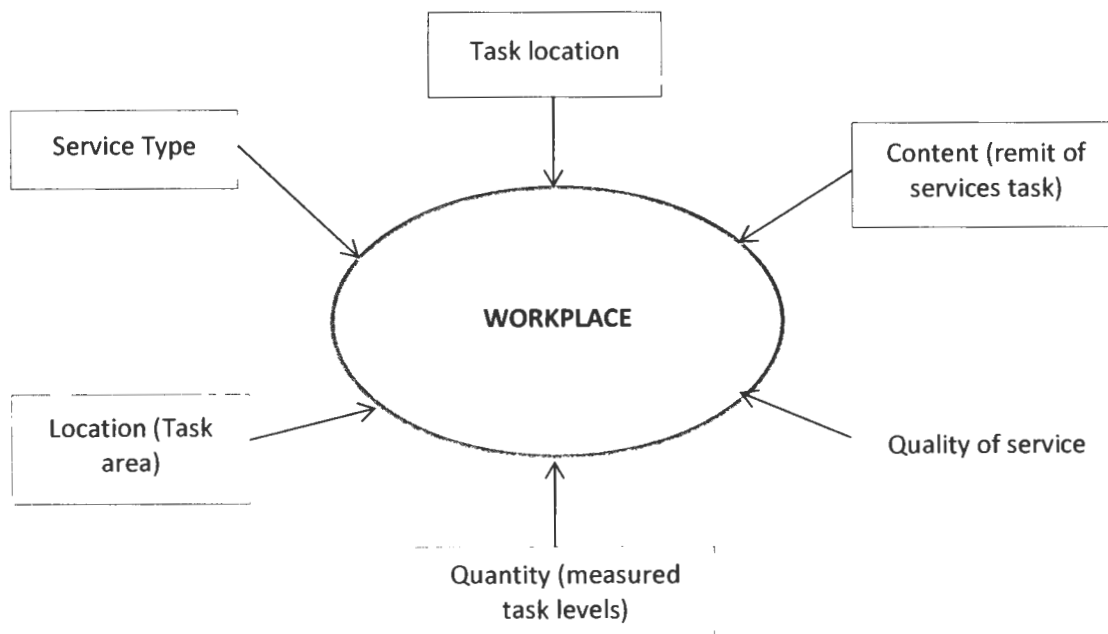 Task location
Service Type
Content (remit of
services task)
WORKPLACE
Location (Task
area)
Quality of service
Quantity (measured
task levels)